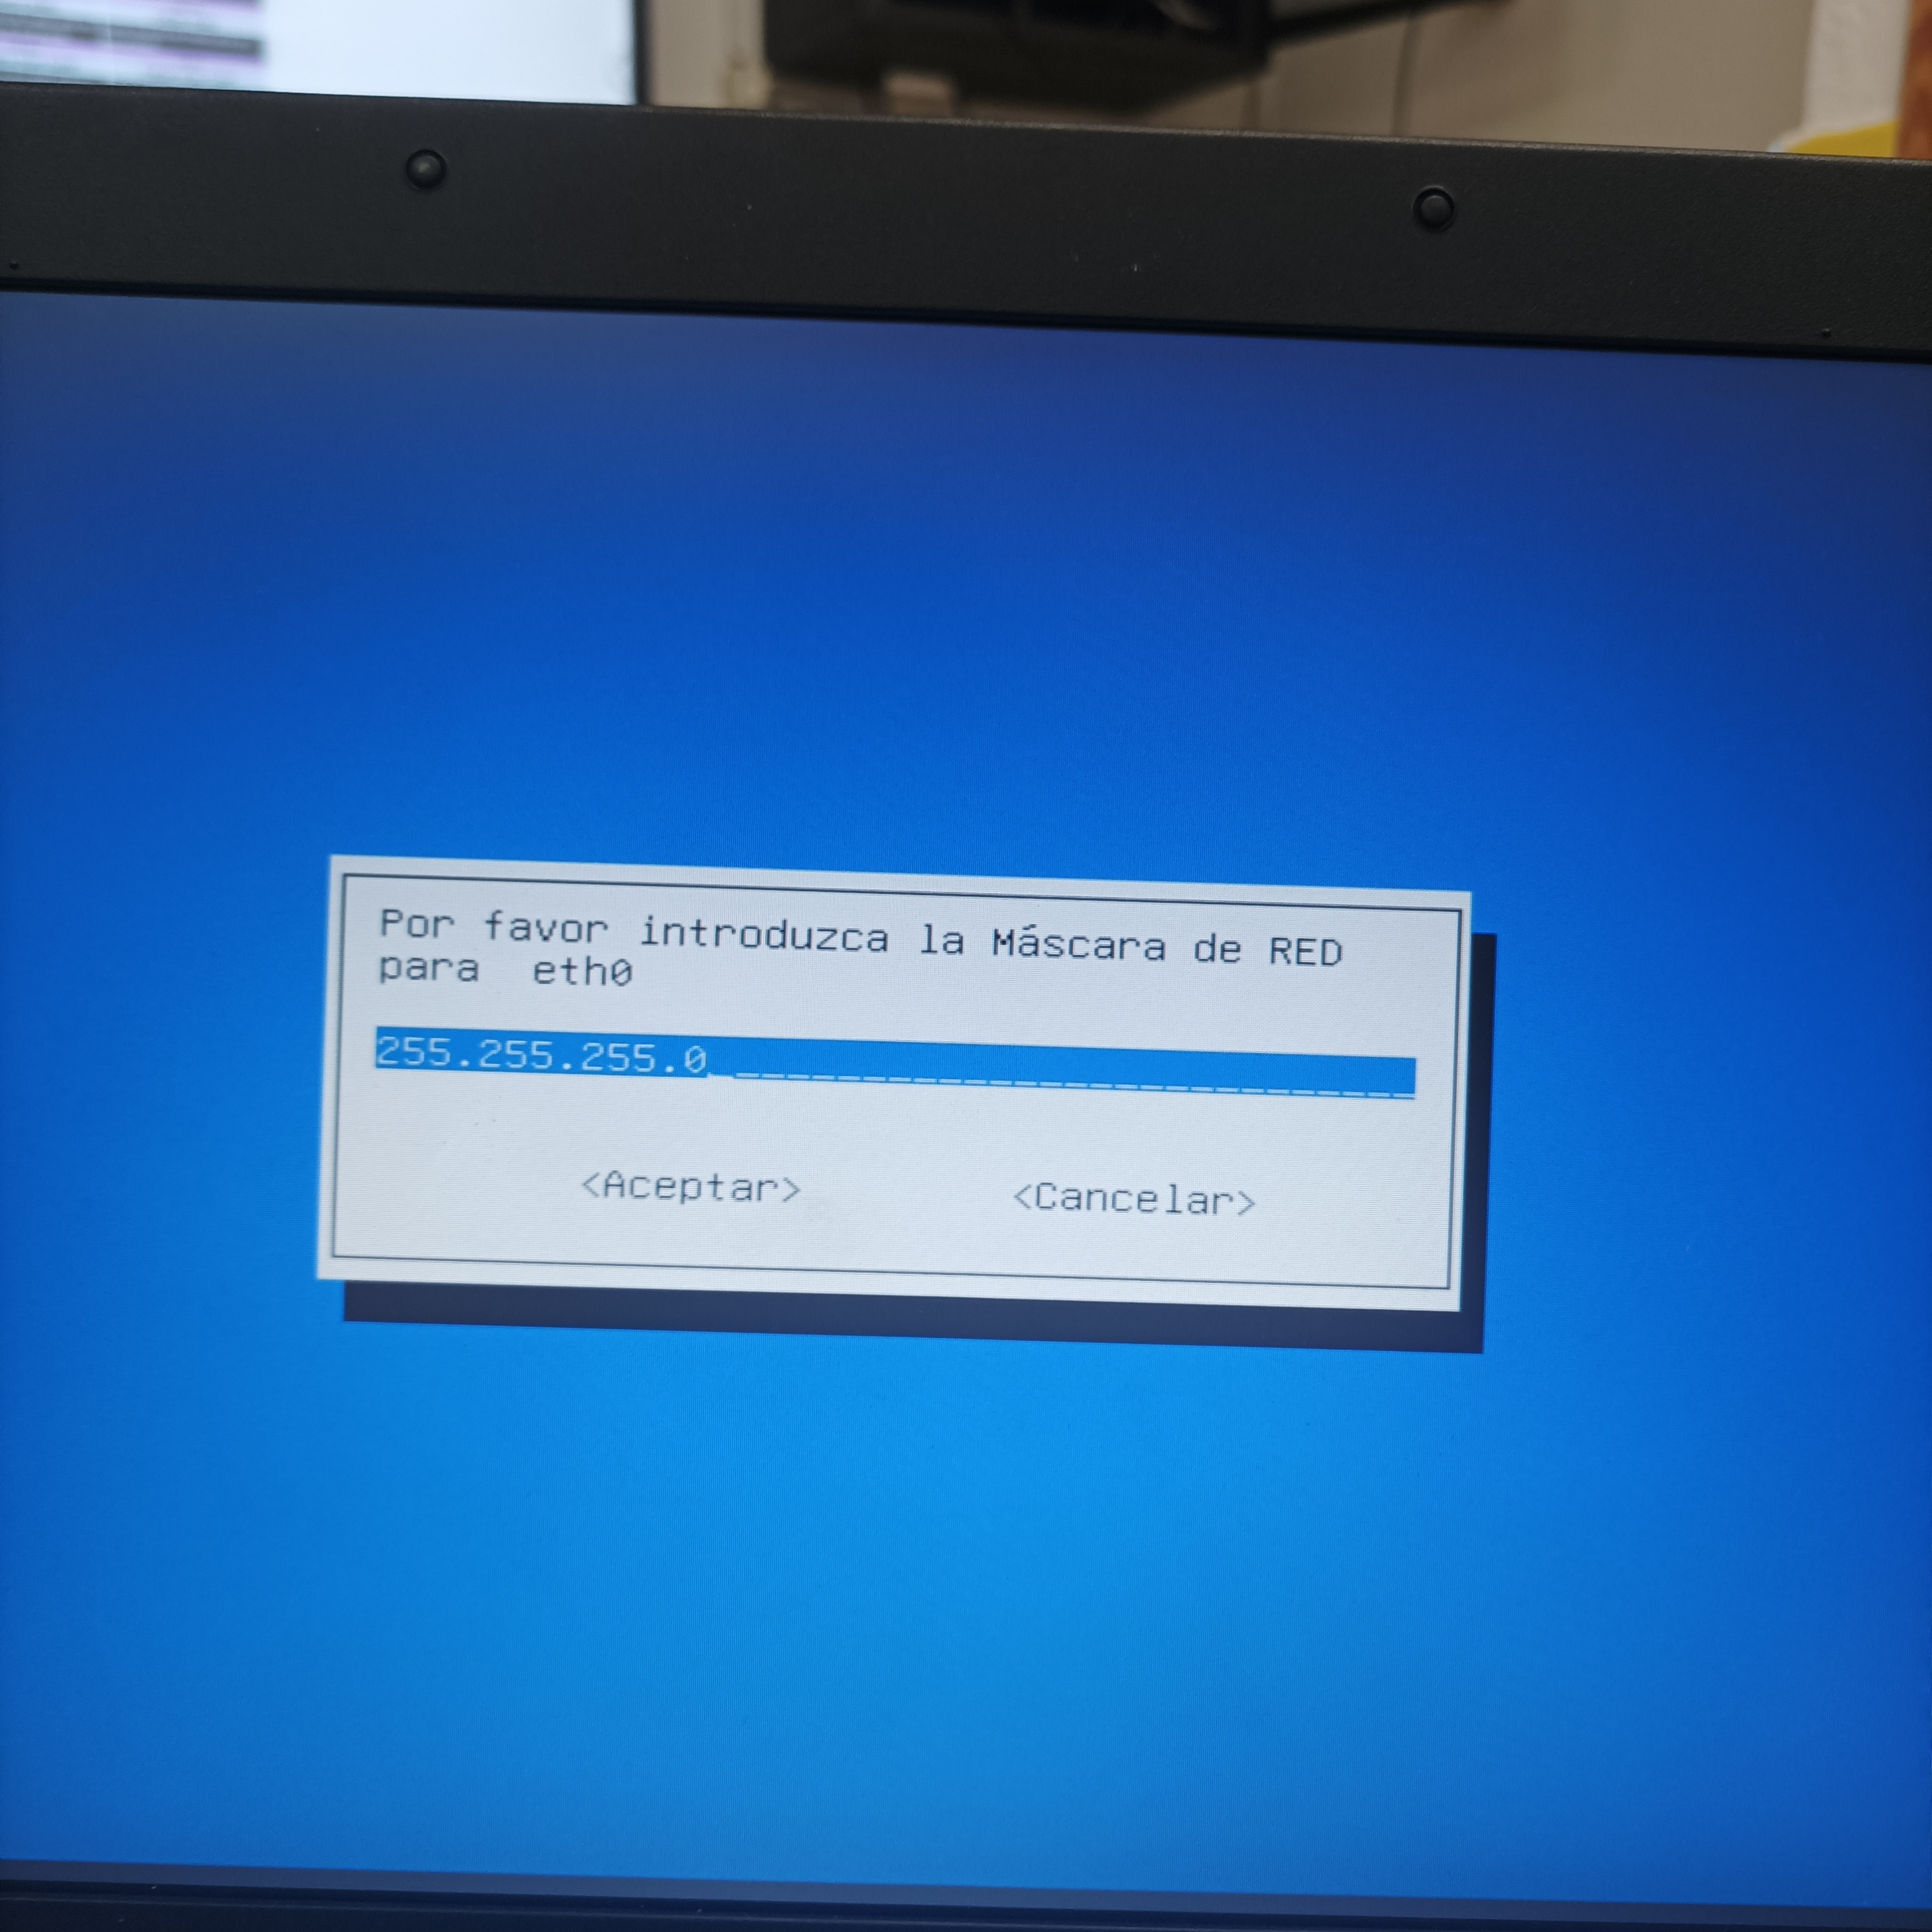 Por favor introduzca la Máscara de RED
para eth0
255.255.255.0
<Aceptar> <Cancelar>